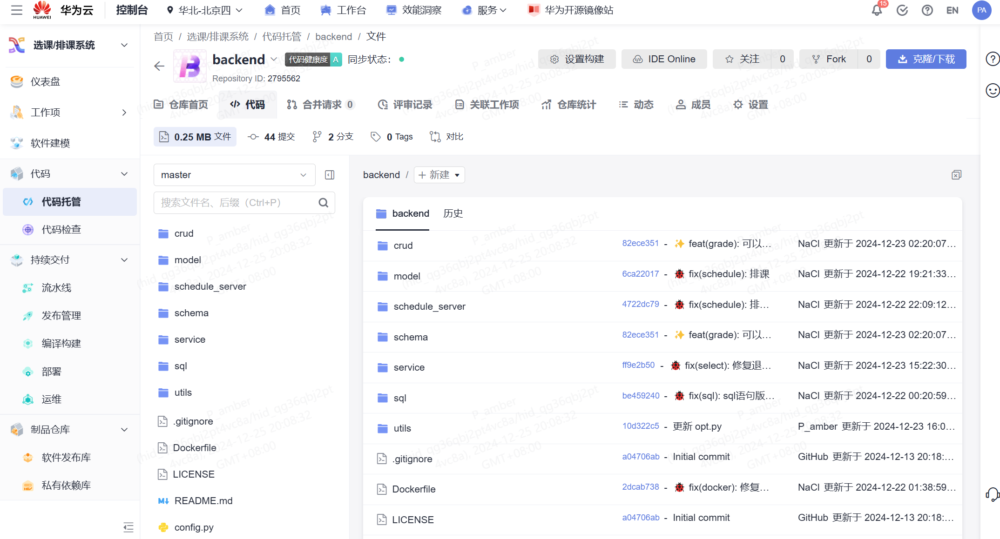 HUAWEI 华为云 控制台 华北-北京四 首页 工作台 效能洞察 服务 华为开源镜像站 15 EN PA
选课/排课系统
仪表盘
工作项
软件建模
代码
代码托管
代码检查
持续交付
流水线
发布管理
编译构建
部署
运维
制品仓库
软件发布库
私有依赖库
首页 / 选课/排课系统 / 代码托管 / backend / 文件
backend 代码健康度 A 同步状态：
Repository ID: 2795562
设置构建 IDE Online 关注 0 Fork 0 克隆/下载
仓库首页 代码 合并请求 0 评审记录 关联工作项 仓库统计 动态 成员 设置
0.25 MB 文件 44 提交 2 分支 0 Tags 对比
master
搜索文件名、后缀（Ctrl+P）
crud
model
schedule_server
schema
service
sql
utils
.gitignore
Dockerfile
LICENSE
README.md
config.py
backend / + 新建
backend 历史
crud 82ece351 - ✨ feat(grade): 可以… NaCl 更新于 2024-12-23 02:20:07…
model 6ca22017 - 🐞 fix(schedule): 排课 NaCl 更新于 2024-12-22 19:21:33…
schedule_server 4722dc79 - 🐞 fix(schedule): 排… NaCl 更新于 2024-12-22 22:09:12…
schema 82ece351 - ✨ feat(grade): 可以… NaCl 更新于 2024-12-23 02:20:07…
service ff9e2b50 - 🐞 fix(select): 修复退… NaCl 更新于 2024-12-23 15:22:30…
sql be459240 - 🐞 fix(sql): sql语句版… NaCl 更新于 2024-12-22 00:20:59…
utils 10d322c5 - 更新 opt.py P_amber 更新于 2024-12-23 16:0…
.gitignore a04706ab - Initial commit GitHub 更新于 2024-12-13 20:18:…
Dockerfile 2dcab738 - 🐞 fix(docker): 修复… NaCl 更新于 2024-12-22 01:38:59…
LICENSE a04706ab - Initial commit GitHub 更新于 2024-12-13 20:18:…
P_amber
(hid_qg36qbj2pt4vc8a/hid_qg36qbj2pt
4vc8a), 2024-12-25 20:08:32
GMT+08:00